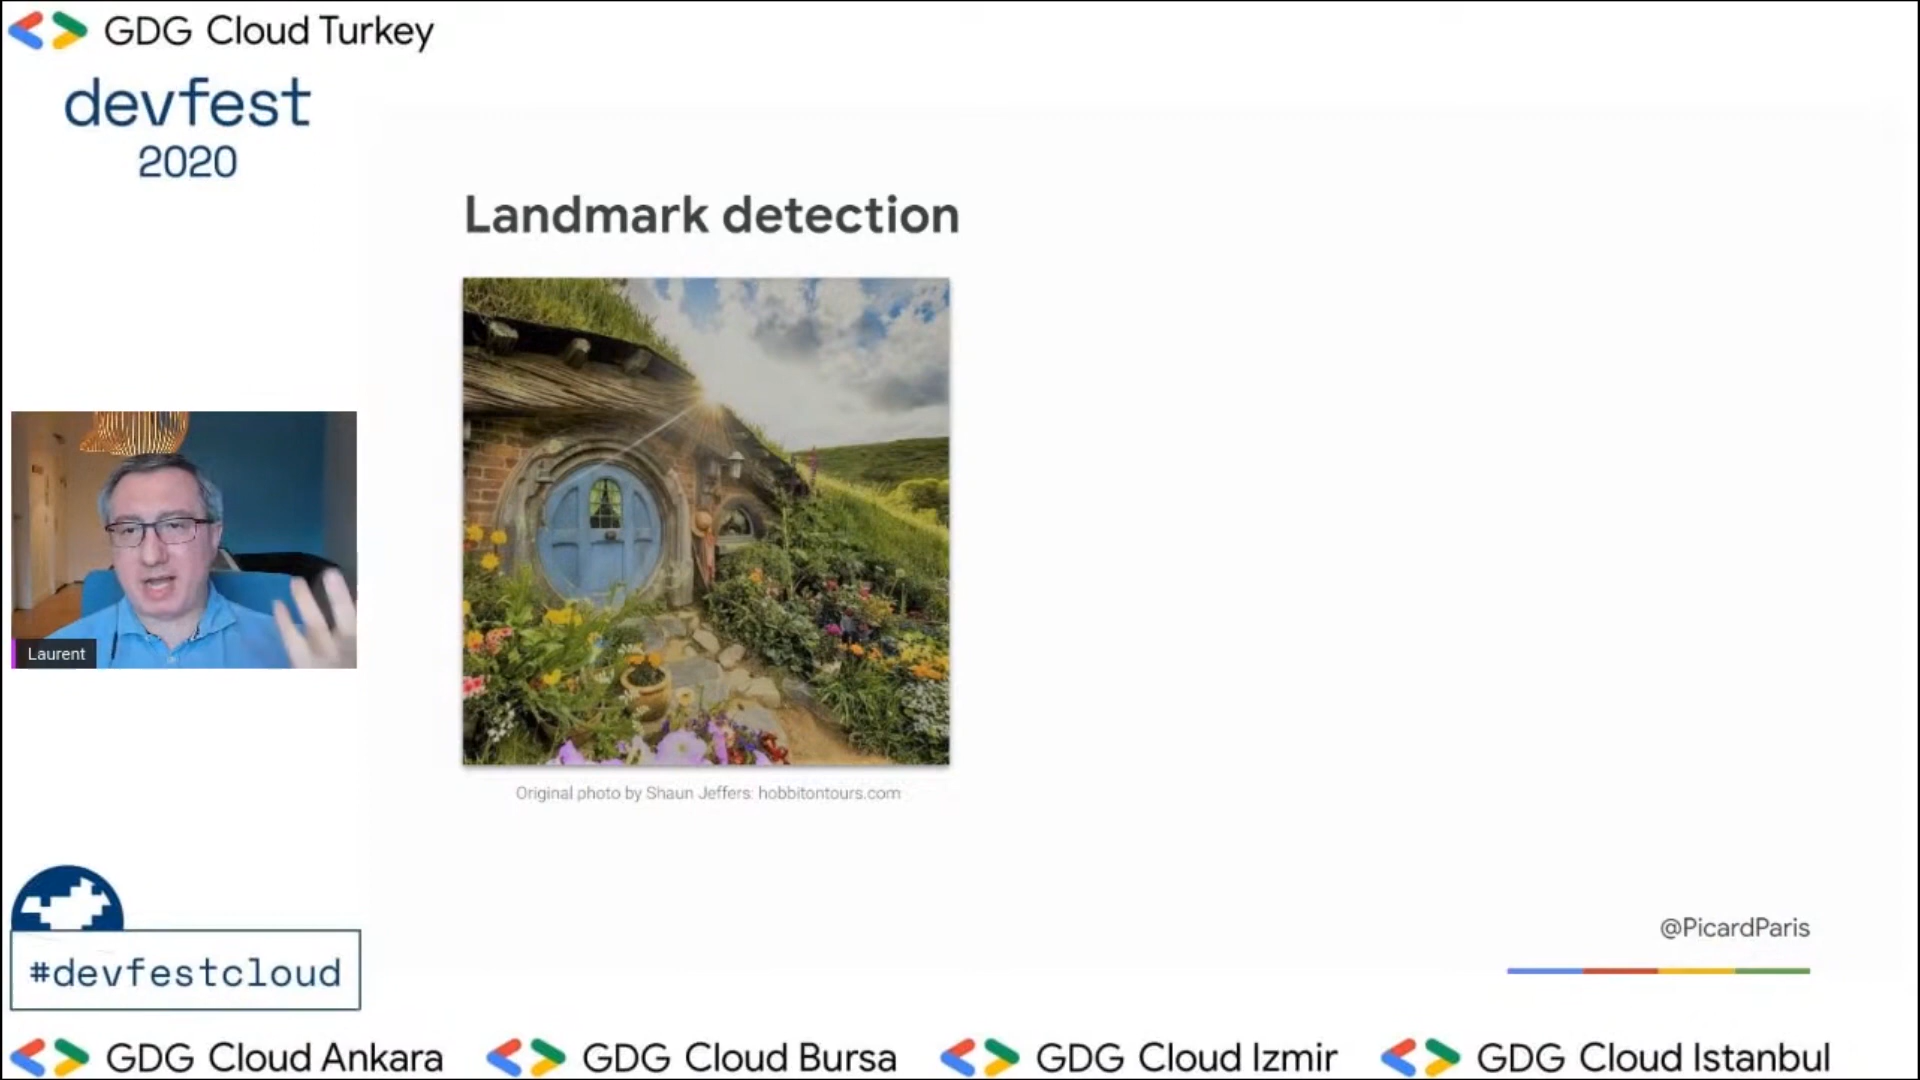 GDG Cloud Turkey
devfest
2020
Landmark detection
Laurent
Original photo by Shaun Jeffers: hobbitontours.com
@PicardParis
#devfestcloud
GDG Cloud Ankara
GDG Cloud Bursa
GDG Cloud Izmir
GDG Cloud Istanbul